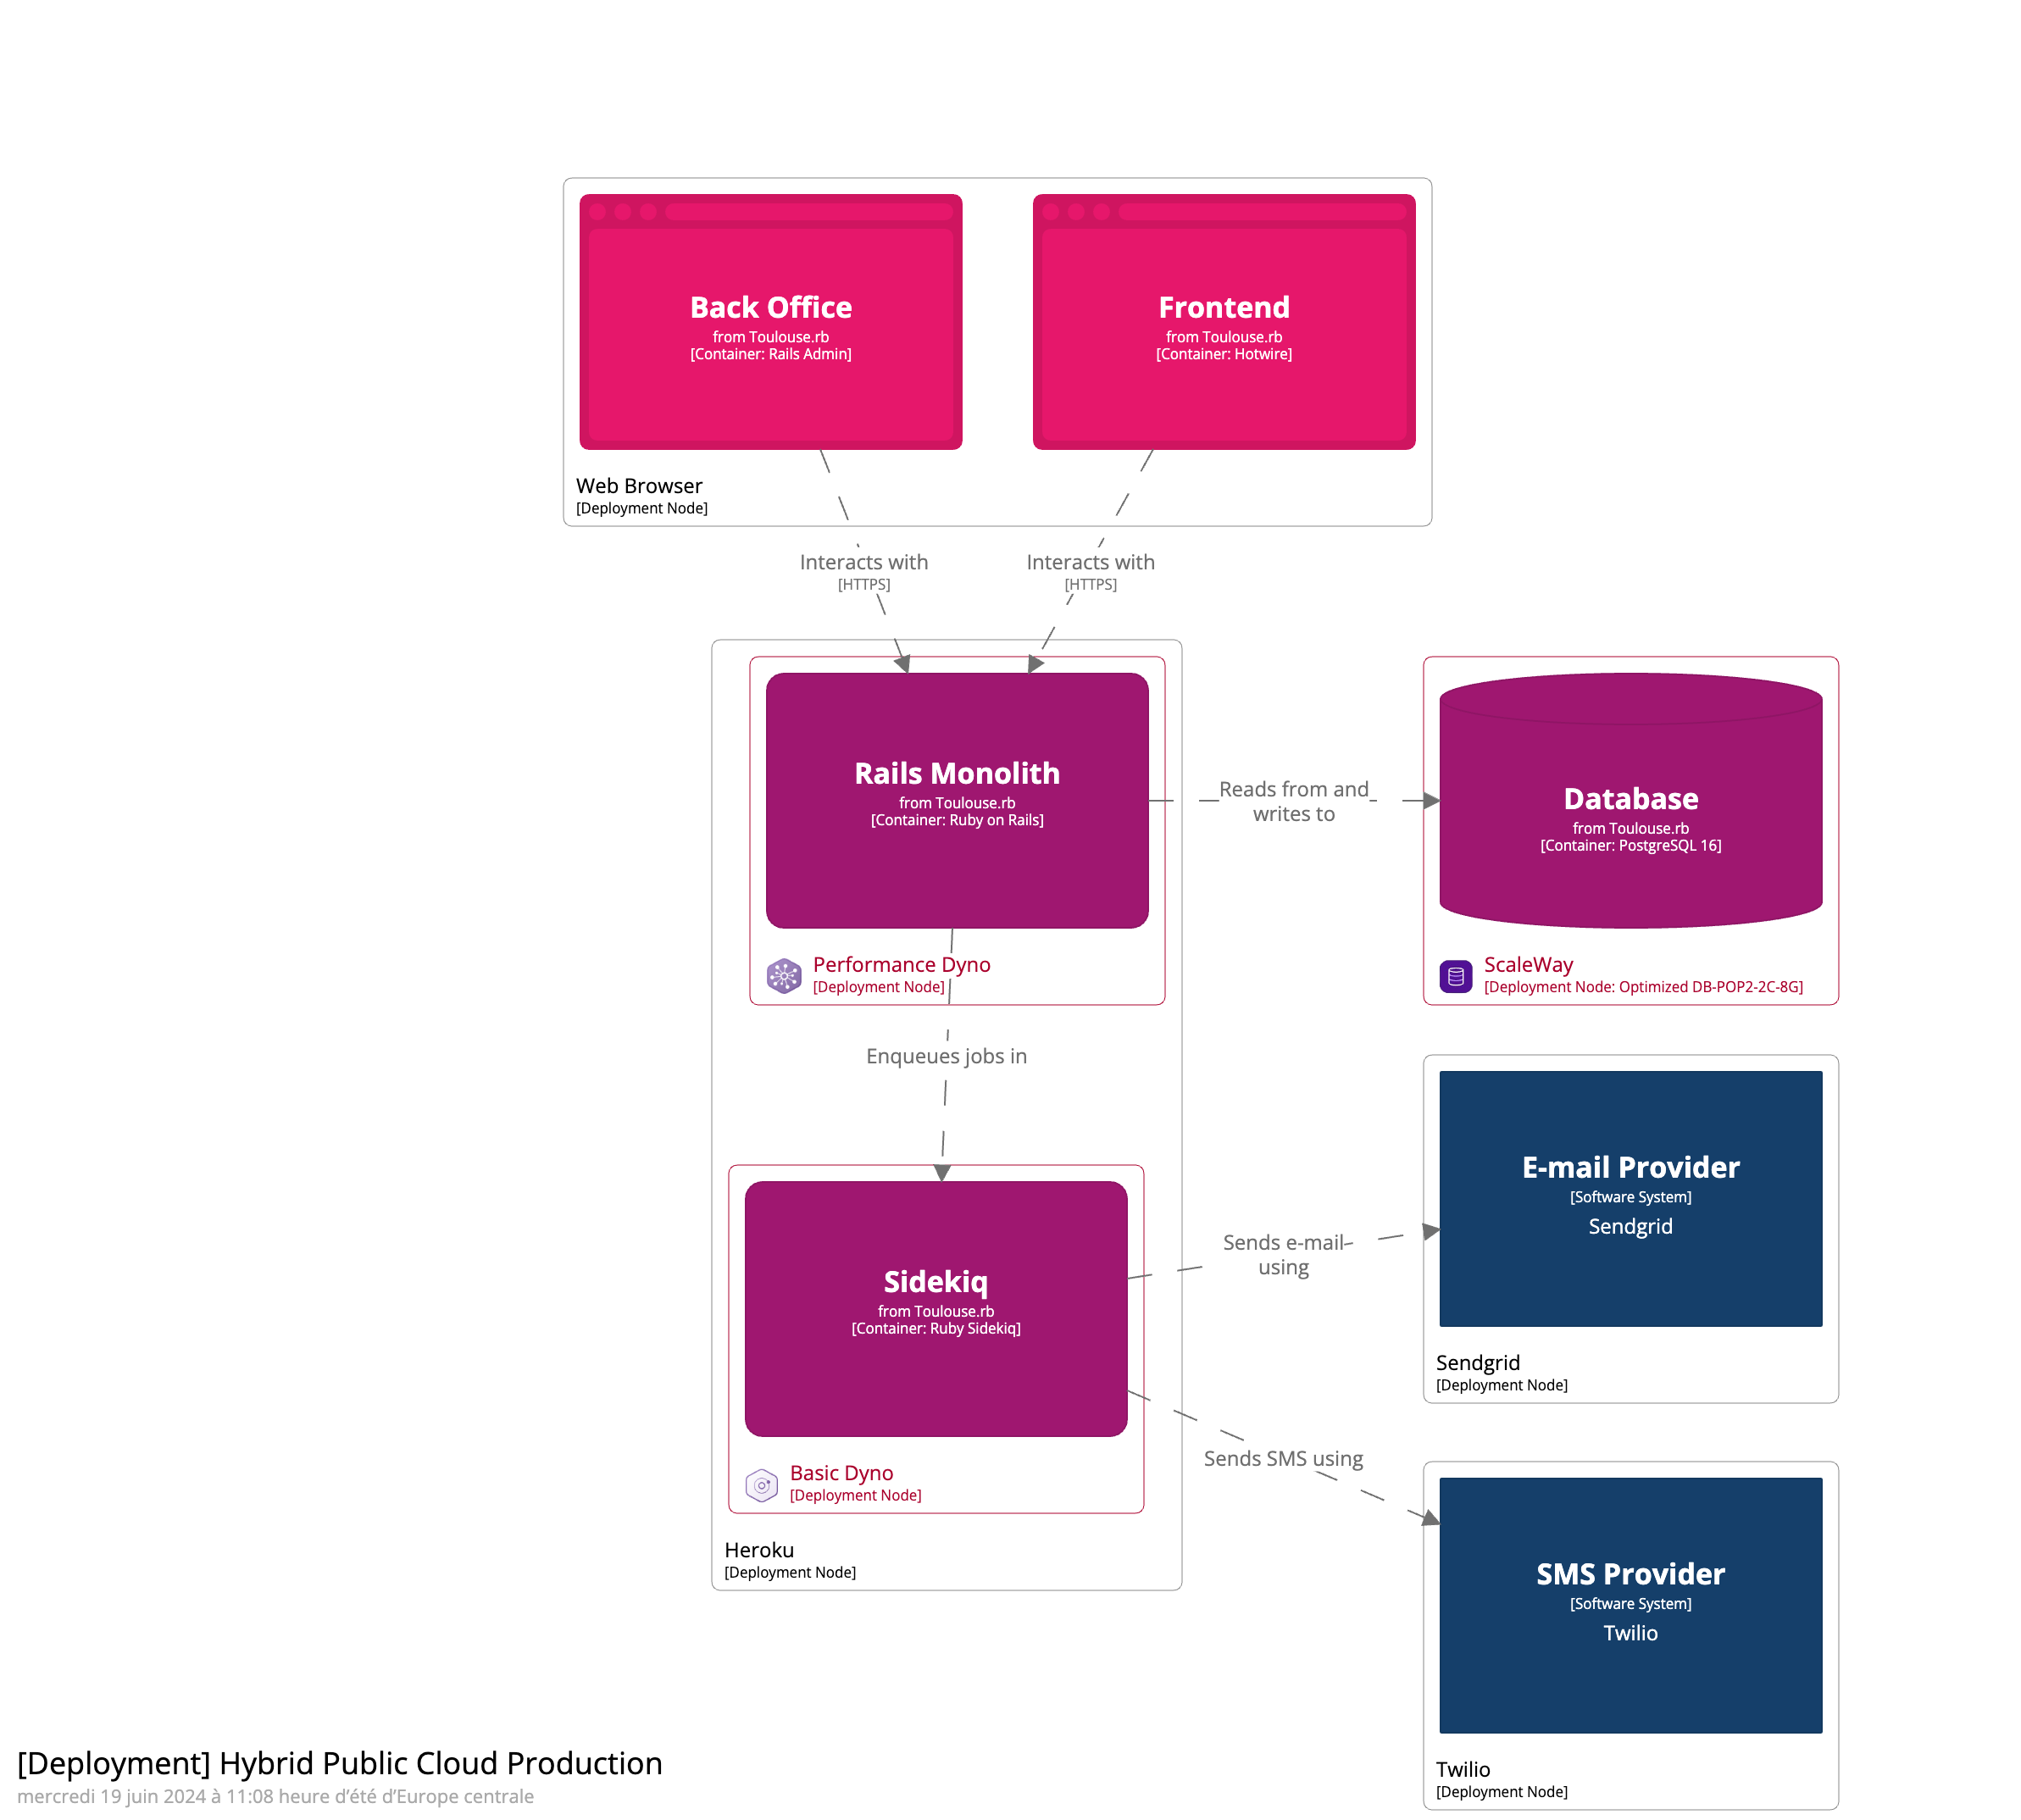 Back Office
from Toulouse.rb
[Container: Rails Admin]
Frontend
from Toulouse.rb
[Container: Hotwire]
Web Browser
[Deployment Node]
Interacts with
[HTTPS]
Interacts with
[HTTPS]
Rails Monolith
from Toulouse.rb
[Container: Ruby on Rails]
Performance Dyno
[Deployment Node]
Reads from and
writes to
Database
from Toulouse.rb
[Container: PostgreSQL 16]
ScaleWay
[Deployment Node: Optimized DB-POP2-2C-8G]
Enqueues jobs in
Sidekiq
from Toulouse.rb
[Container: Ruby Sidekiq]
Basic Dyno
[Deployment Node]
Heroku
[Deployment Node]
Sends e-mail
using
E-mail Provider
[Software System]
Sendgrid
Sendgrid
[Deployment Node]
Sends SMS using
SMS Provider
[Software System]
Twilio
Twilio
[Deployment Node]
[Deployment] Hybrid Public Cloud Production
mercredi 19 juin 2024 à 11:08 heure d’été d’Europe centrale